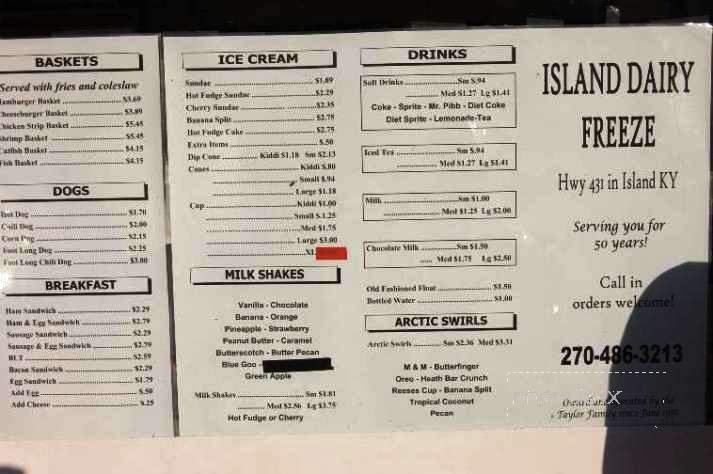 BASKETS
Served with fries and coleslaw
Hamburger Basket $3.69
Cheeseburger Basket $3.89
Chicken Strip Basket $5.45
Shrimp Basket $5.45
Catfish Basket $4.15
Fish Basket $4.15
DOGS
Hot Dog $1.70
Chili Dog $2.00
Corn Dog $2.15
Foot Long Dog $2.25
Foot Long Chili Dog $3.00
BREAKFAST
Ham Sandwich $2.29
Ham & Egg Sandwich $2.79
Sausage Sandwich $2.29
Sausage & Egg Sandwich $2.79
BLT $2.59
Bacon Sandwich $2.29
Egg Sandwich $1.79
Add Egg $.50
Add Cheese $.25
ICE CREAM
Sundae $1.89
Hot Fudge Sundae $2.29
Cherry Sundae $2.35
Banana Split $2.75
Hot Fudge Cake $2.75
Extra Items $.50
Dip Cone Kiddi $1.18 Sm $2.13
Cones Kiddi $.80
Small $.94
Large $1.18
Cup Kiddi $1.00
Small $1.25
Med $1.75
Large $3.00
XL
MILK SHAKES
Vanilla - Chocolate
Banana - Orange
Pineapple - Strawberry
Peanut Butter - Caramel
Butterscotch - Butter Pecan
Blue Goo -
Green Apple
Milk Shakes Sm $1.81
Med $2.56 Lg $3.75
Hot Fudge or Cherry
DRINKS
Soft Drinks Sm $.94
Med $1.27 Lg $1.41
Coke - Sprite - Mr. Pibb - Diet Coke
Diet Sprite - Lemonade-Tea
Iced Tea Sm $.94
Med $1.27 Lg $1.41
Milk Sm $1.00
Med $1.25 Lg $2.00
Chocolate Milk Sm $1.50
Med $1.75 Lg $2.50
Old Fashioned Float $1.50
Bottled Water $1.00
ARCTIC SWIRLS
Arctic Swirls Sm $2.36 Med $3.31
M & M - Butterfinger
Oreo - Heath Bar Crunch
Reeses Cup - Banana Split
Tropical Coconut
Pecan
ISLAND DAIRY
FREEZE
Hwy 431 in Island KY
Serving you for
50 years!
Call in
orders welcome!
270-486-3213
Owned and operated by the
Taylor Family since June